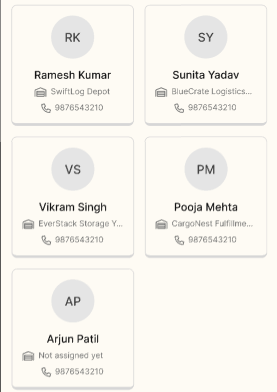 RK
Ramesh Kumar
SwiftLog Depot
9876543210
SY
Sunita Yadav
BlueCrate Logistics...
9876543210
VS
Vikram Singh
EverStack Storage Y...
9876543210
PM
Pooja Mehta
CargoNest Fulfillme...
9876543210
AP
Arjun Patil
Not assigned yet
9876543210